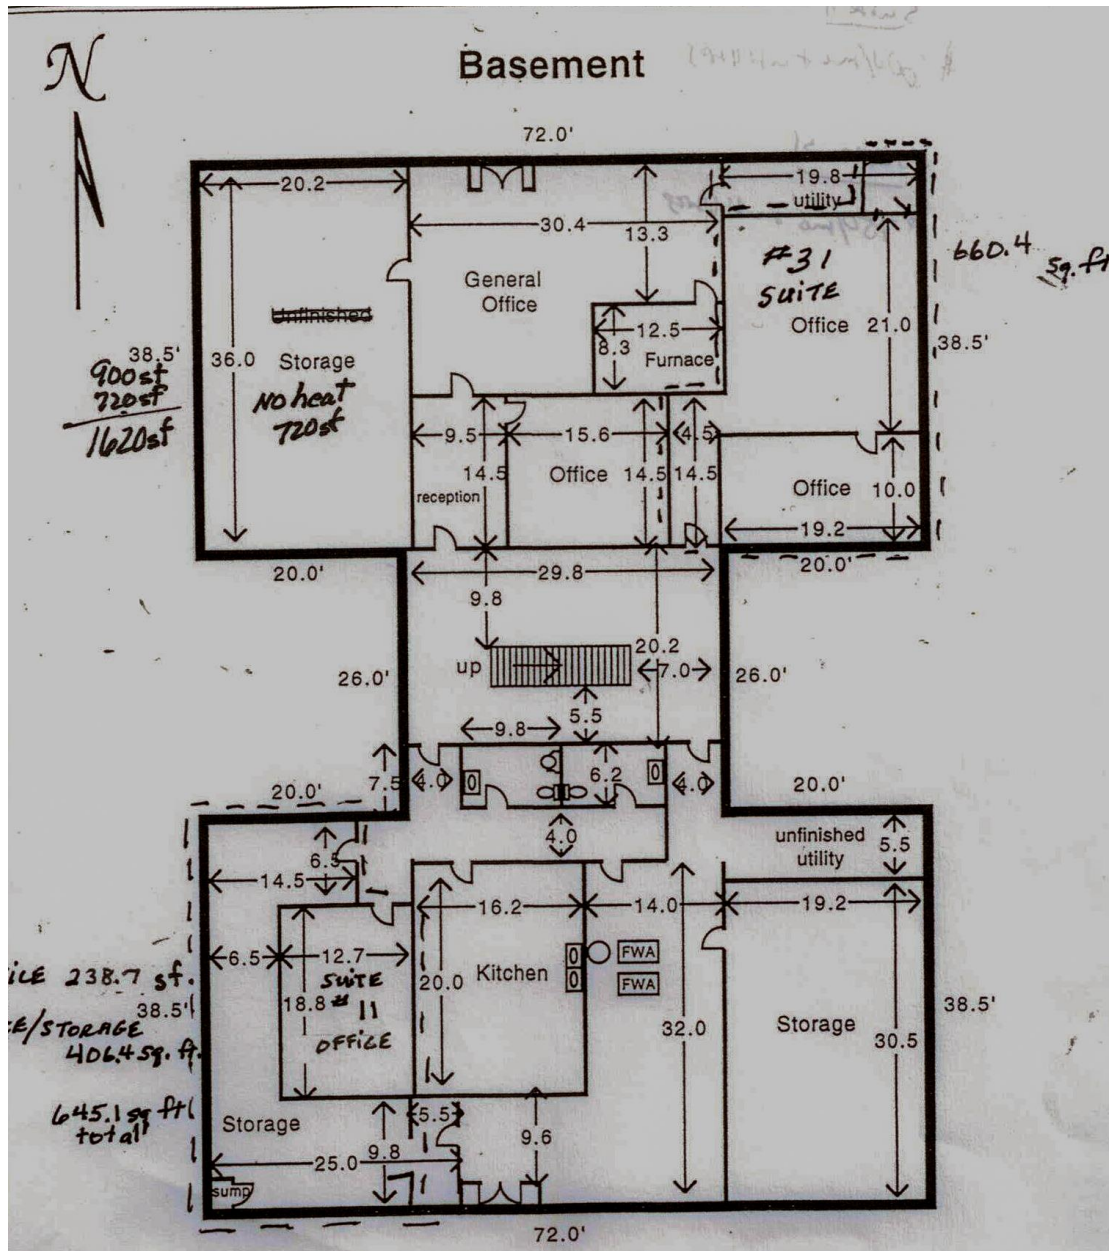 N
Basement
72.0'
20.2
19.8
utility
30.4
13.3
660.4
sq. ft
#31
SUITE
General
Office
Unfinished
Office
21.0
12.5
8.3
Furnace
38.5'
38.5'
36.0
Storage
900sf
720sf
1620sf
No heat
720sf
9.5
15.6
4.5
14.5
Office
14.5
14.5
reception
Office
10.0
19.2
20.0'
29.8
20.0'
9.8
up
20.2
7.0
26.0'
26.0'
5.5
9.8
6.2
7.5
4.0
4.0
20.0'
20.0'
4.0
unfinished
utility
5.5
6.5
14.5
16.2
14.0
19.2
6.5
12.7
FWA
238.7 sf.
SUITE
# 11
OFFICE
20.0
Kitchen
FWA
38.5'
18.8
38.5'
/STORAGE
406.4 sq. ft.
32.0
Storage
30.5
645.1 sq ft
total
Storage
5.5
9.6
25.0
9.8
sump
72.0'